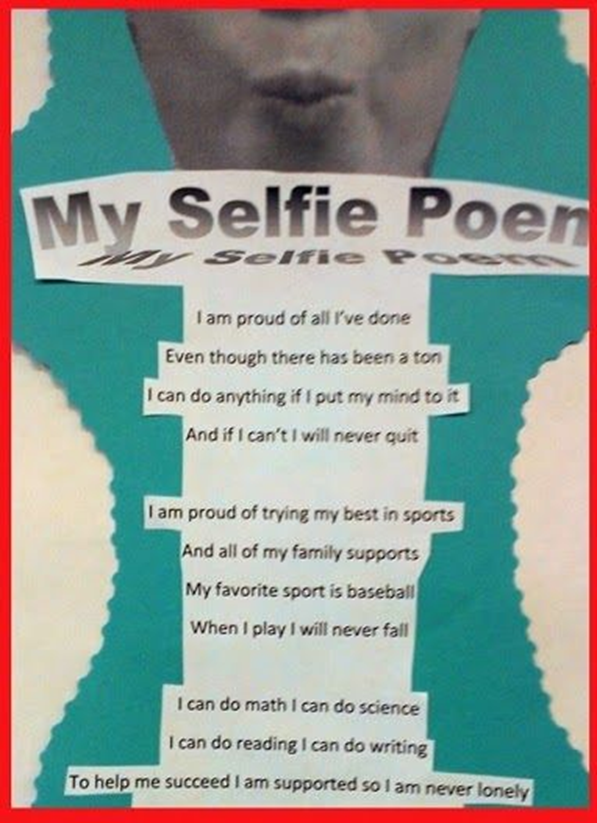 My Selfie Poem
My Selfie Poem
I am proud of all I've done
Even though there has been a ton
I can do anything if I put my mind to it
And if I can't I will never quit
I am proud of trying my best in sports
And all of my family supports
My favorite sport is baseball
When I play I will never fall
I can do math I can do science
I can do reading I can do writing
To help me succeed I am supported so I am never lonely